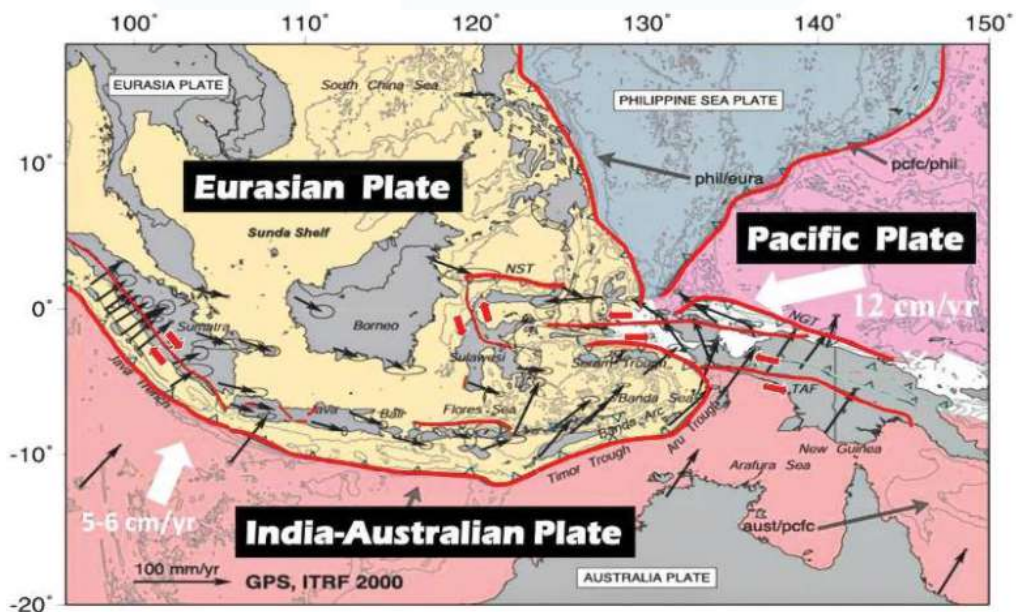 100° 110° 120° 130° 140° 150°
EURASIA PLATE
South China Sea
PHILIPPINE SEA PLATE
10°
phil/eura
pcfc/phil
Eurasian Plate
Sunda Shelf
Pacific Plate
NST
0°
12 cm/yr
NGT
Sumatra
Borneo
Sulawesi
Seram Trough
Java Trench
TAF
Java
Bali
Flores Sea
Banda Sea
Banda Arc
Aru Trough
New Guinea
-10°
Timor Trough
Arafura Sea
5-6 cm/yr
India-Australian Plate
aust/pcfc
100 mm/yr
GPS, ITRF 2000
AUSTRALIA PLATE
-20°